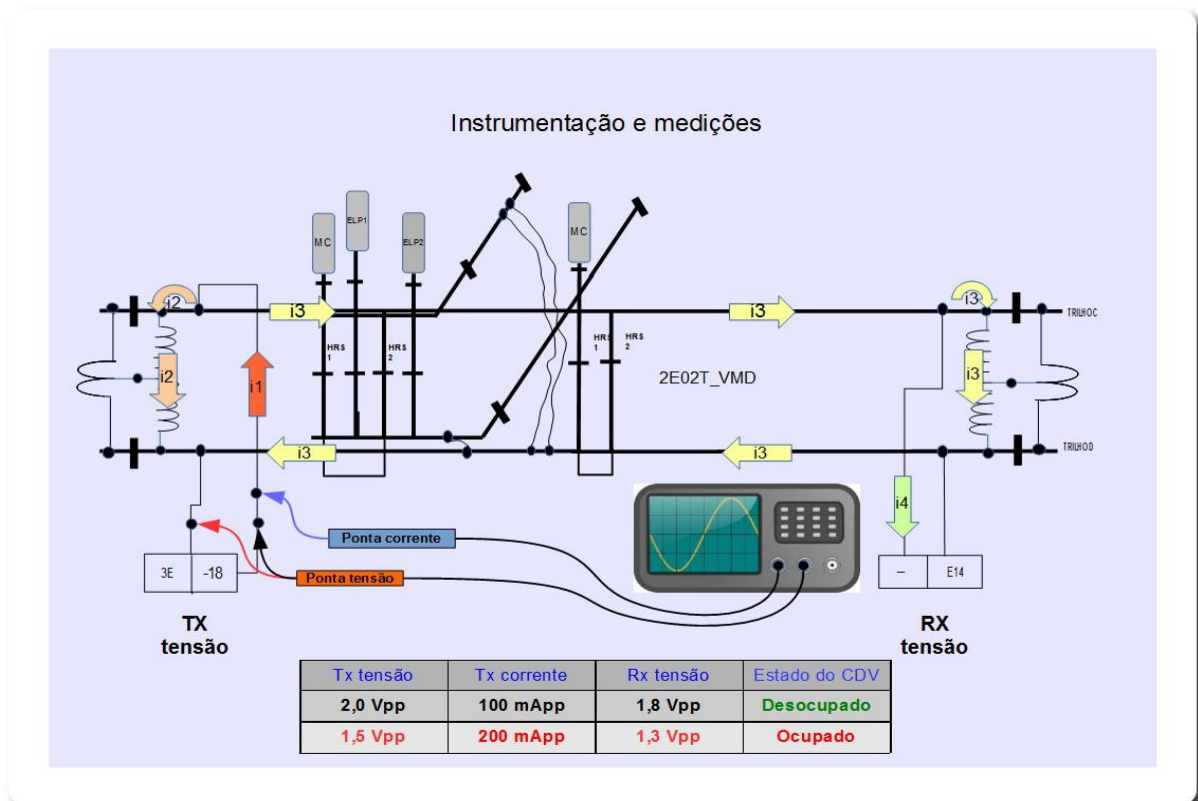 Instrumentação e medições
MC
ELP1
ELP2
MC
i2
i3
i3
i3
TRILHOC
HRS
1
HRS
2
HRS
1
HRS
2
i2
i1
2E02T_VMD
i3
i3
i3
TRILHOD
i4
Ponta corrente
3E
-18
Ponta tensão
–
E14
TX
tensão
RX
tensão
Tx tensão Tx corrente Rx tensão Estado do CDV
2,0 Vpp 100 mApp 1,8 Vpp Desocupado
1,5 Vpp 200 mApp 1,3 Vpp Ocupado